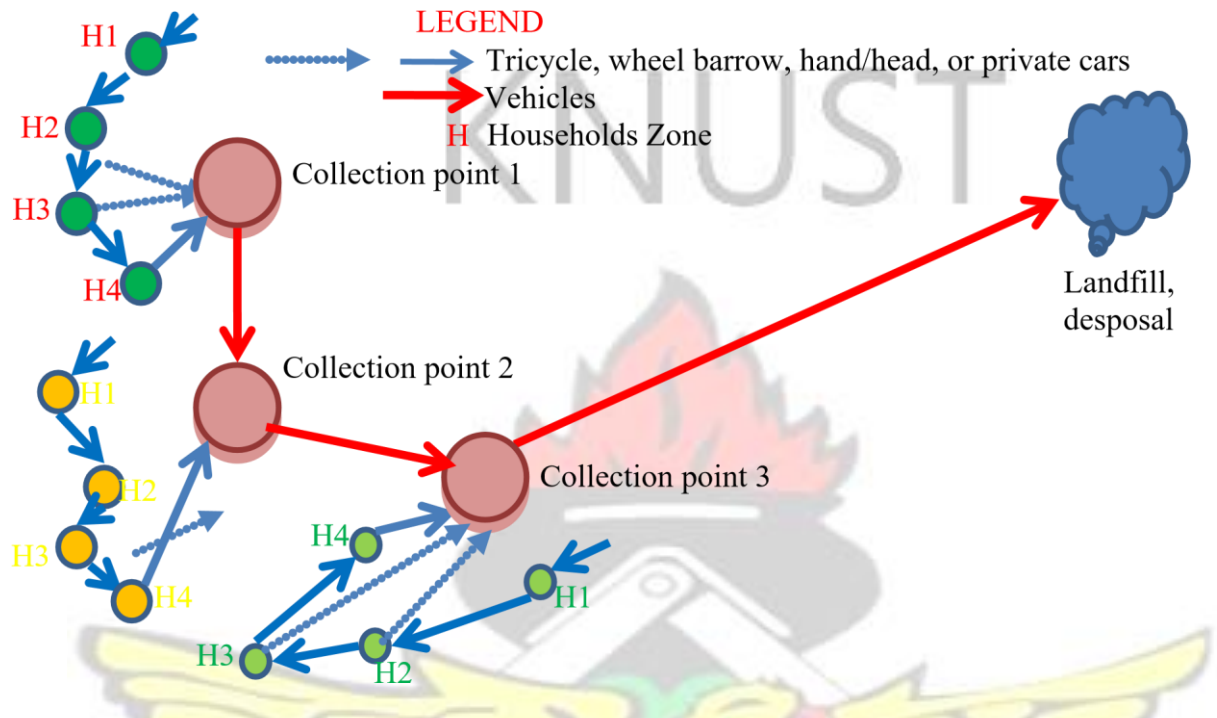 LEGEND
Tricycle, wheel barrow, hand/head, or private cars
Vehicles
H Households Zone
KNUST
H1
H2
H3
H4
Collection point 1
Landfill,
desposal
Collection point 2
H1
H2
H3
H4
Collection point 3
H4
H1
H3
H2